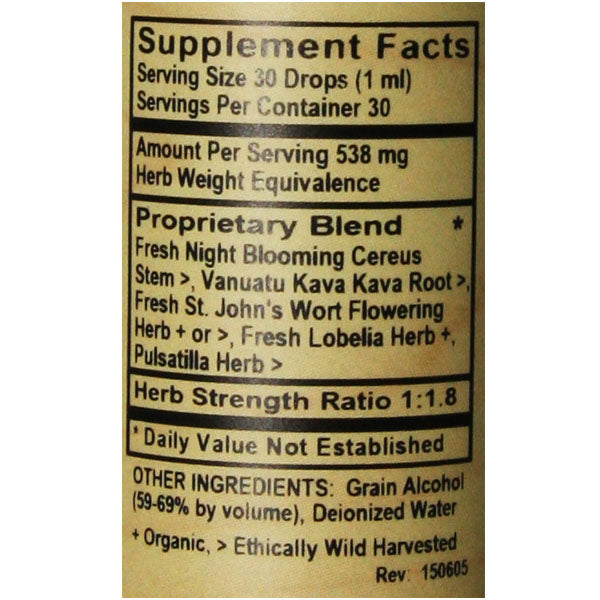 Supplement Facts
Serving Size 30 Drops (1 ml)
Servings Per Container 30
Amount Per Serving 538 mg
Herb Weight Equivalence
Proprietary Blend *
Fresh Night Blooming Cereus
Stem >, Vanuatu Kava Kava Root >,
Fresh St. John's Wort Flowering
Herb + or >, Fresh Lobelia Herb +,
Pulsatilla Herb >
Herb Strength Ratio 1:1.8
* Daily Value Not Established
OTHER INGREDIENTS: Grain Alcohol
(59-69% by volume), Deionized Water
+ Organic, > Ethically Wild Harvested
Rev: 150605